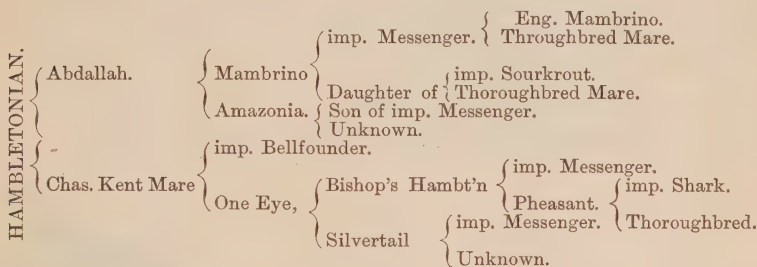 HAMBLETONIAN.
Eng. Mambrino.
imp. Messenger.
Throughbred Mare.
Abdallah.
Mambrino
imp. Sourkrout.
Daughter of
Thoroughbred Mare.
Amazonia.
Son of imp. Messenger.
Unknown.
imp. Bellfounder.
Chas. Kent Mare
imp. Messenger.
Bishop's Hambt'n
imp. Shark.
One Eye,
Pheasant.
imp. Messenger.
Thoroughbred.
Silvertail
Unknown.